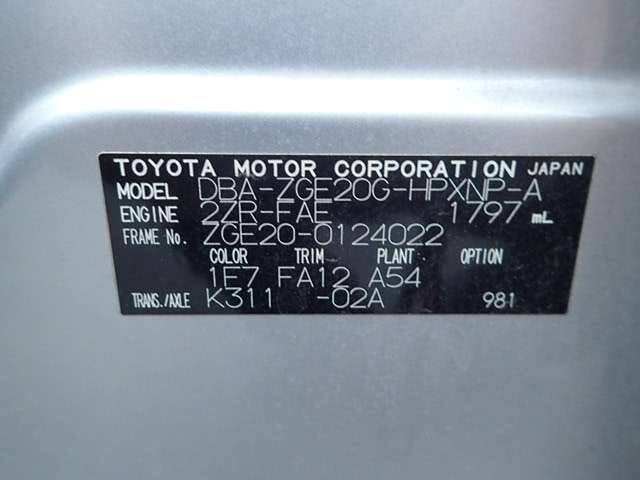 TOYOTA MOTOR CORPORATION JAPAN
MODEL DBA-ZGE20G-HPXNP-A
ENGINE 2ZR-FAE 1797 mL
FRAME No. ZGE20-0124022
COLOR TRIM PLANT OPTION
1E7 FA12 A54
TRANS./AXLE K311 -02A 981